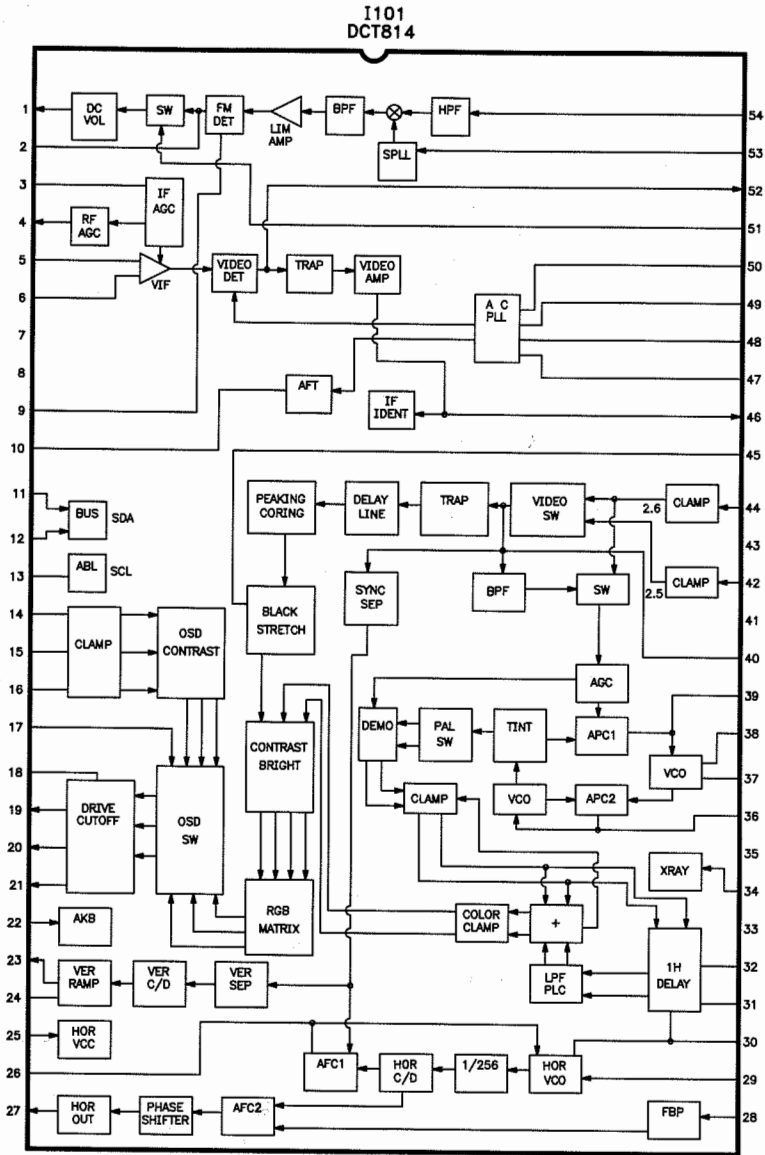 I101
DCT814
1
DC
VOL
SW
FM
DET
LIM
AMP
BPF
HPF
54
2
SPLL
53
3
IF
AGC
52
4
RF
AGC
51
5
VIF
VIDEO
DET
TRAP
VIDEO
AMP
50
6
A C
PLL
49
7
48
8
AFT
47
9
IF
IDENT
46
10
45
11
BUS
SDA
PEAKING
CORING
DELAY
LINE
TRAP
VIDEO
SW
2.6
CLAMP
44
12
43
13
ABL
SCL
SYNC
SEP
BPF
SW
2.5
CLAMP
42
14
CLAMP
OSD
CONTRAST
BLACK
STRETCH
41
15
40
16
AGC
39
17
CONTRAST
BRIGHT
DEMO
PAL
SW
TINT
APC1
38
18
DRIVE
CUTOFF
OSD
SW
CLAMP
VCO
APC2
VCO
37
19
36
20
35
21
RGB
MATRIX
XRAY
34
22
AKB
COLOR
CLAMP
+
33
23
VER
RAMP
VER
C/D
VER
SEP
LPF
PLC
1H
DELAY
32
24
31
25
HOR
VCC
30
26
AFC1
HOR
C/D
1/256
HOR
VCO
29
27
HOR
OUT
PHASE
SHIFTER
AFC2
FBP
28